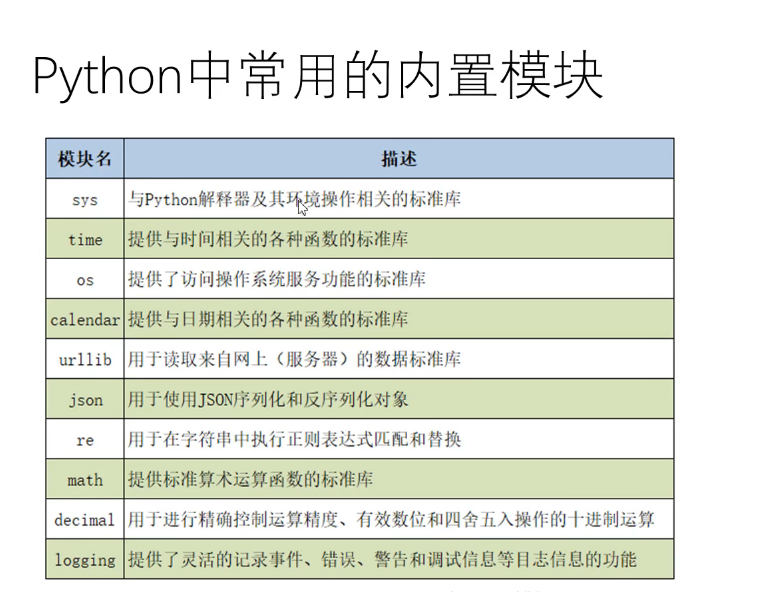 Python中常用的内置模块
模块名 描述
sys 与Python解释器及其环境操作相关的标准库
time 提供与时间相关的各种函数的标准库
os 提供了访问操作系统服务功能的标准库
calendar 提供与日期相关的各种函数的标准库
urllib 用于读取来自网上（服务器）的数据标准库
json 用于使用JSON序列化和反序列化对象
re 用于在字符串中执行正则表达式匹配和替换
math 提供标准算术运算函数的标准库
decimal 用于进行精确控制运算精度、有效数位和四舍五入操作的十进制运算
logging 提供了灵活的记录事件、错误、警告和调试信息等日志信息的功能